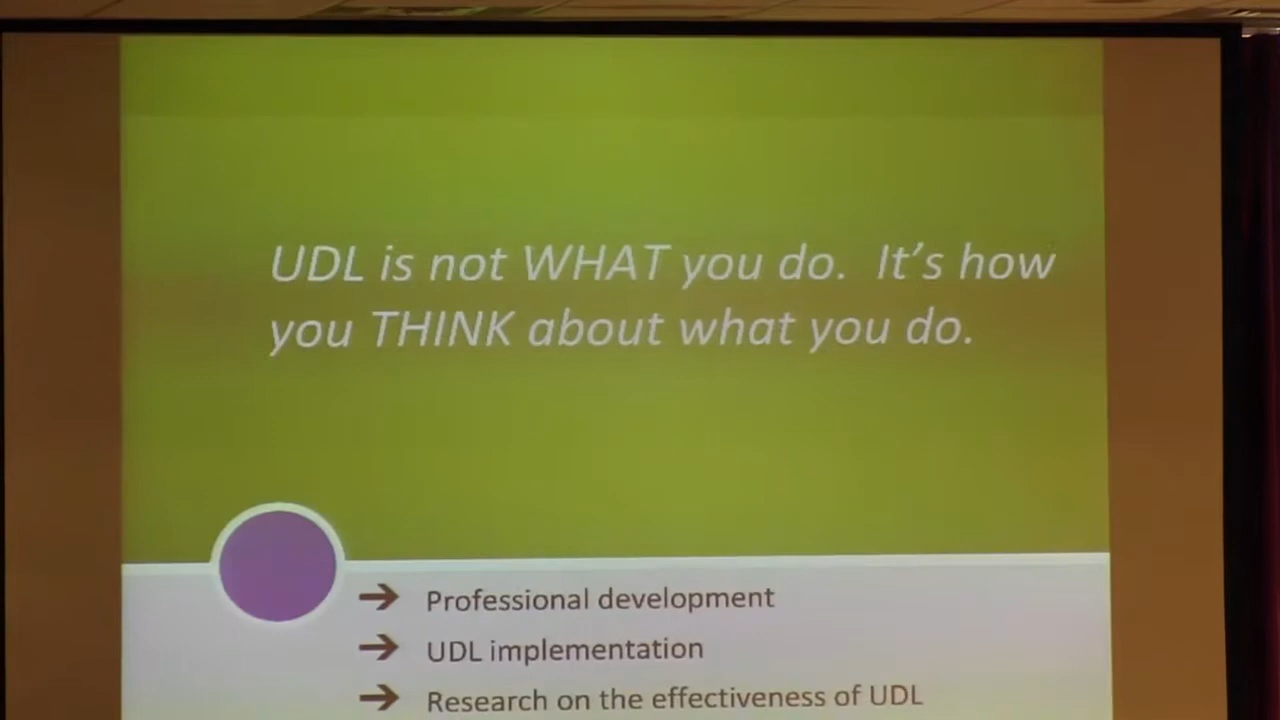 UDL is not WHAT you do.  It's how
you THINK about what you do.
➔ Professional development
➔ UDL implementation
➔ Research on the effectiveness of UDL